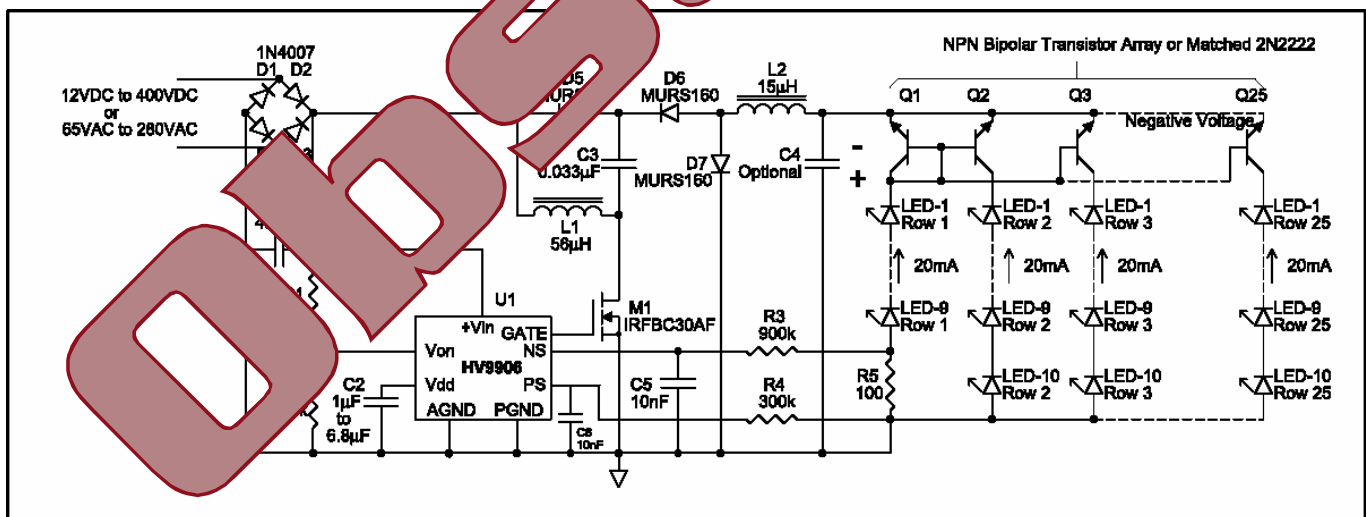 NPN Bipolar Transistor Array or Matched 2N2222
1N4007
D1 D2
12VDC to 400VDC
or
65VAC to 280VAC
D5
D6
MURS160
L2
15µH
Q1
Q2
Q3
Q25
Negative Voltage
C3
0.033µF
D7
MURS160
C4
Optional
-
+
L1
56µH
LED-1
Row 1
LED-1
Row 2
LED-1
Row 3
LED-1
Row 25
20mA
20mA
20mA
20mA
U1
M1
IRFBC30AF
+Vin
GATE
Von
NS
HV9906
Vdd
PS
AGND
PGND
R3
900k
LED-9
Row 1
LED-9
Row 2
LED-9
Row 3
LED-9
Row 25
C2
1µF
to
6.8µF
C5
10nF
R4
300k
R5
100
LED-10
Row 2
LED-10
Row 3
LED-10
Row 25
10nF